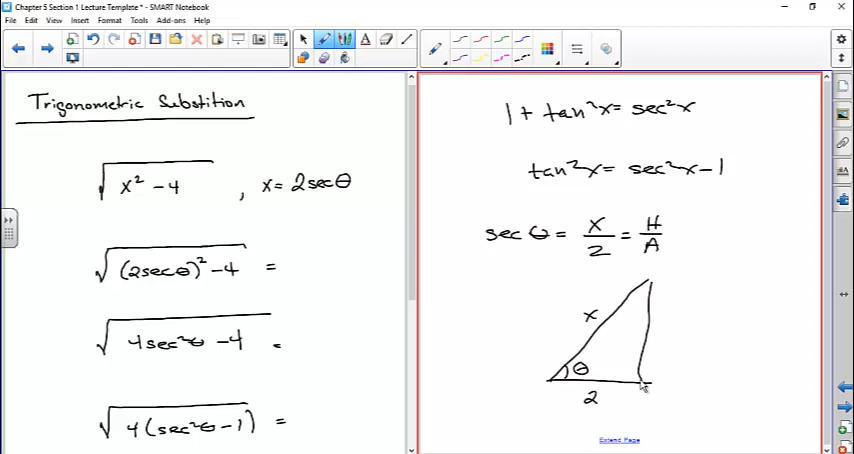 Chapter 5 Section 1 Lecture Template * - SMART Notebook
File Edit View Insert Format Tools Add-ons Help
Trigonometric Substition
√(x² - 4) , x = 2secθ
√((2secθ)² - 4) =
√(4sec²θ - 4) =
√(4(sec²θ - 1)) =
1 + tan²x = sec²x
tan²x = sec²x - 1
sec θ = x/2 = H/A
x
θ
2
Extend Page